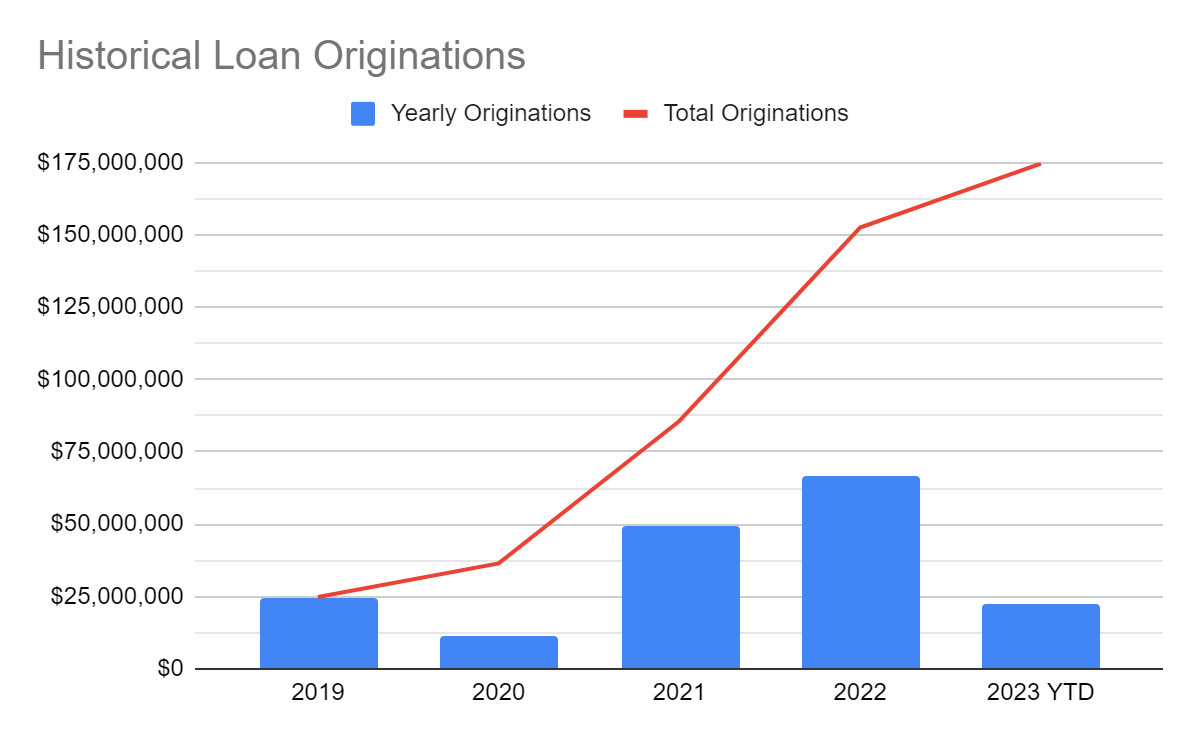 Historical Loan Originations
Yearly Originations Total Originations
$175,000,000
$150,000,000
$125,000,000
$100,000,000
$75,000,000
$50,000,000
$25,000,000
$0
2019 2020 2021 2022 2023 YTD